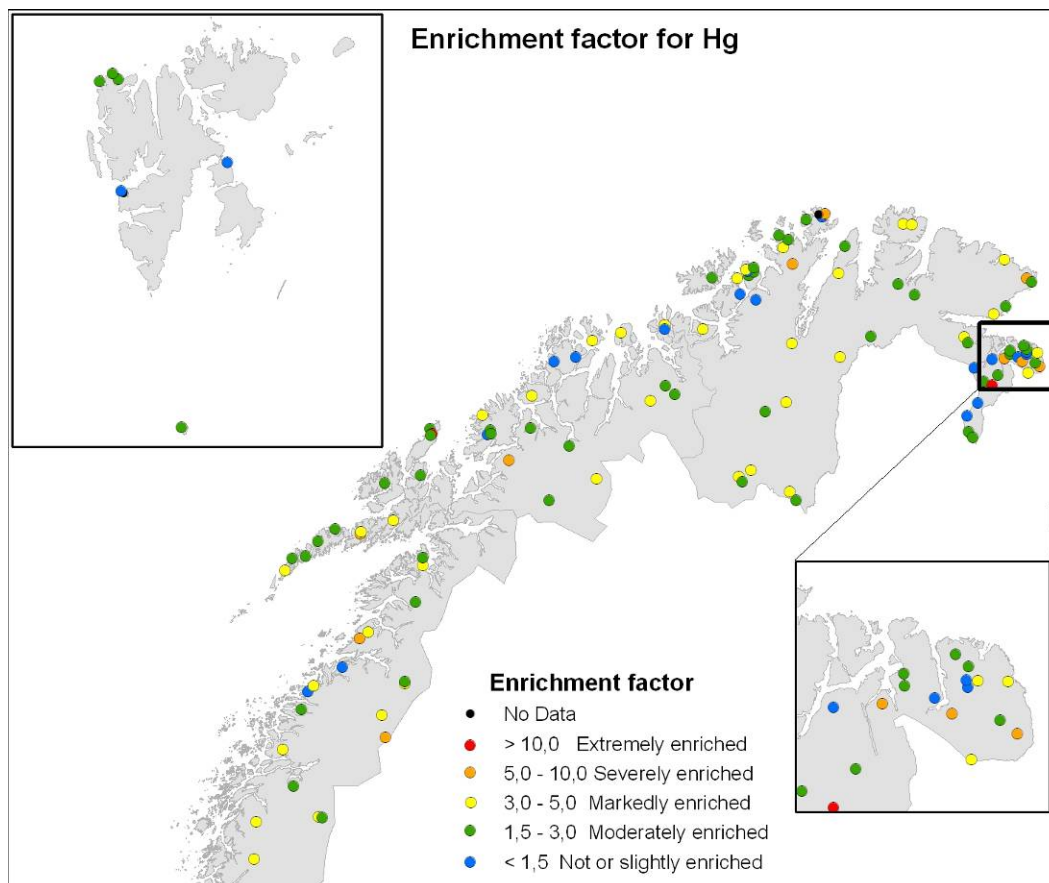 Enrichment factor for Hg
Enrichment factor
No Data
> 10,0 Extremely enriched
5,0 - 10,0 Severely enriched
3,0 - 5,0 Markedly enriched
1,5 - 3,0 Moderately enriched
< 1,5 Not or slightly enriched